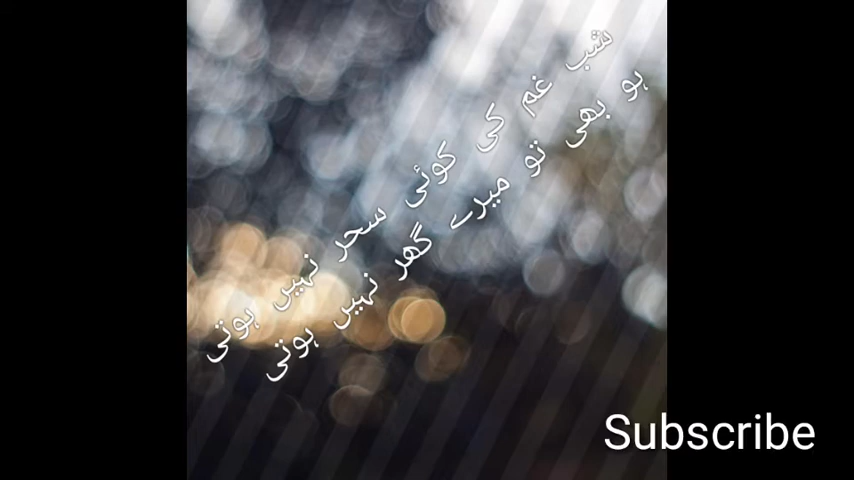 شب غم کی کوئی سحر نہیں ہوتی
ہو بھی تو میرے گھر نہیں ہوتی
Subscribe